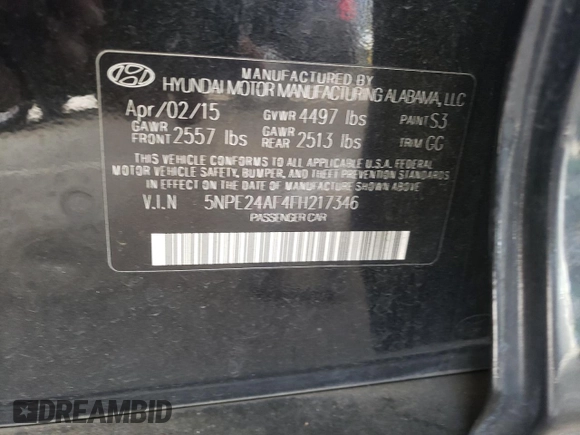 MANUFACTURED BY
HYUNDAI MOTOR MANUFACTURING ALABAMA, LLC
Apr/02/15 GVWR 4497 lbs PAINT S3
GAWR FRONT 2557 lbs GAWR REAR 2513 lbs TRIM GG
THIS VEHICLE CONFORMS TO ALL APPLICABLE U.S.A. FEDERAL
MOTOR VEHICLE SAFETY, BUMPER, AND THEFT PREVENTION
STANDARDS IN EFFECT ON THE DATE OF MANUFACTURE SHOWN ABOVE.
V.I.N 5NPE24AF4FH217346
PASSENGER CAR
DREAMBID